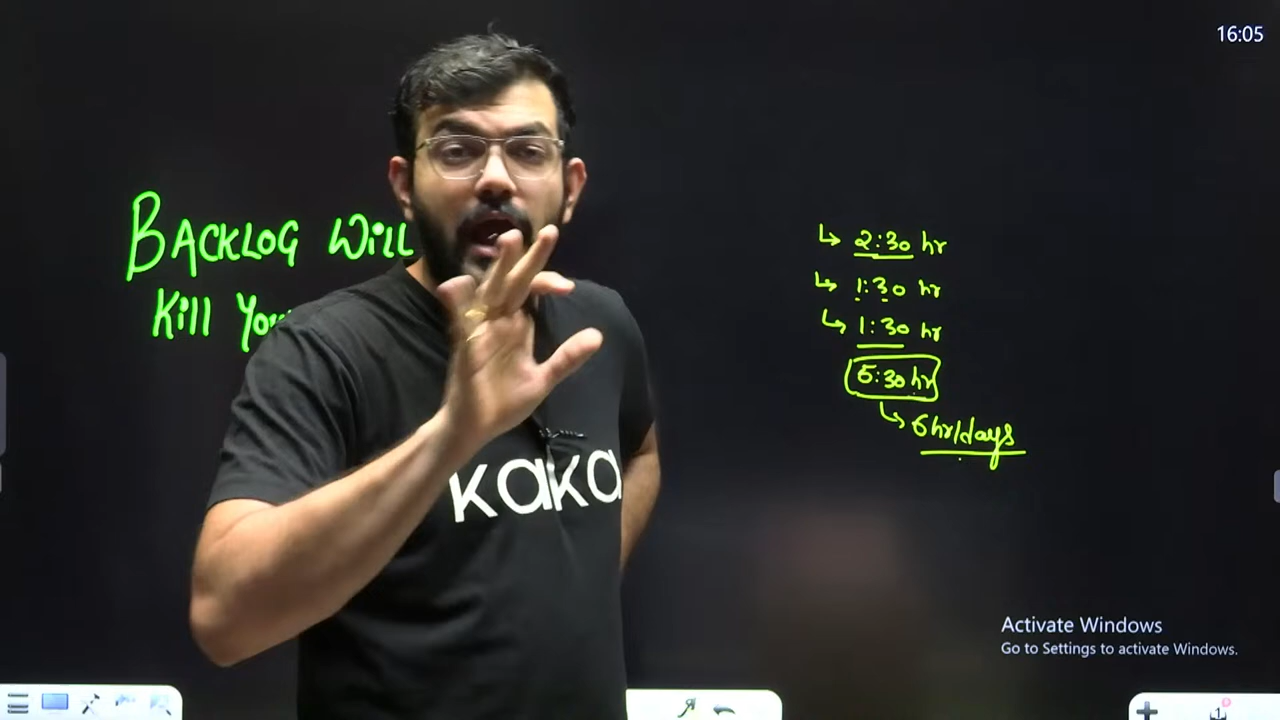 16:05
BACKLOG WILL
Kill You
↳ 2:30 hr
↳ 1:30 hr
↳ 1:30 hr
5:30 hr
↳ 6hr/days
kaka
Activate Windows
Go to Settings to activate Windows.
1